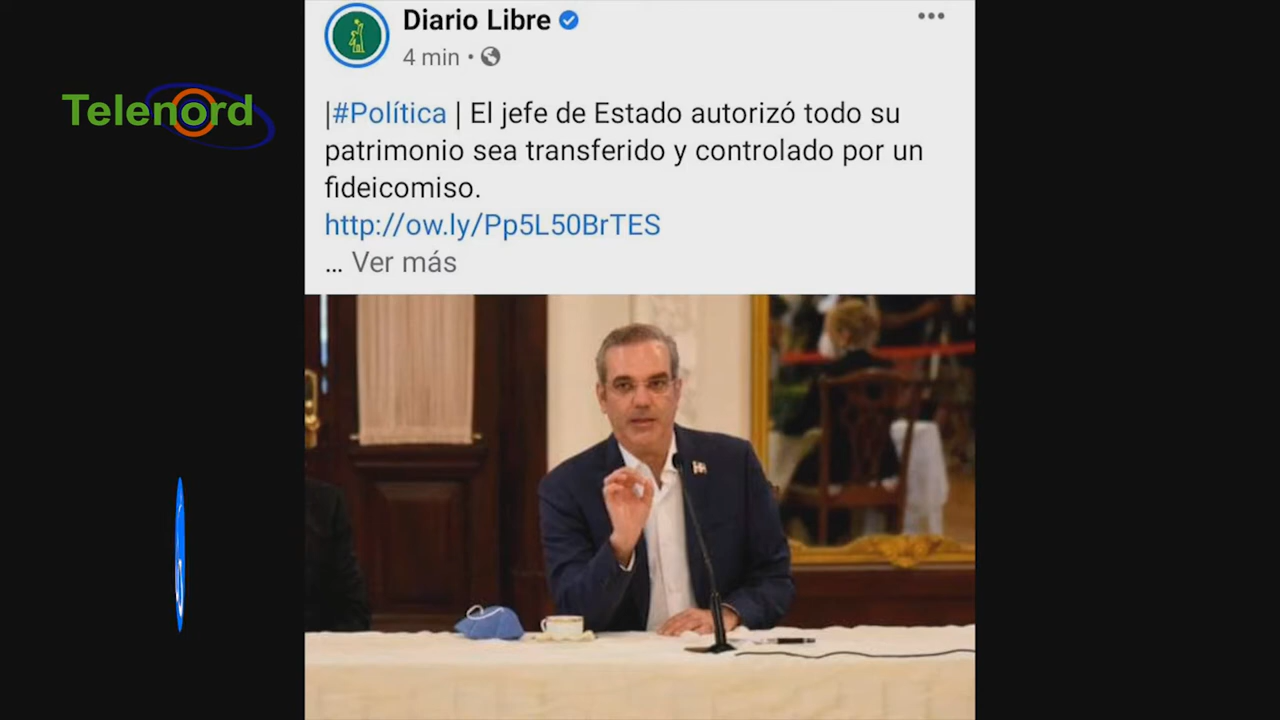 Telenord
Diario Libre
4 min •
|#Política | El jefe de Estado autorizó todo su
patrimonio sea transferido y controlado por un
fideicomiso.
http://ow.ly/Pp5L50BrTES
... Ver más